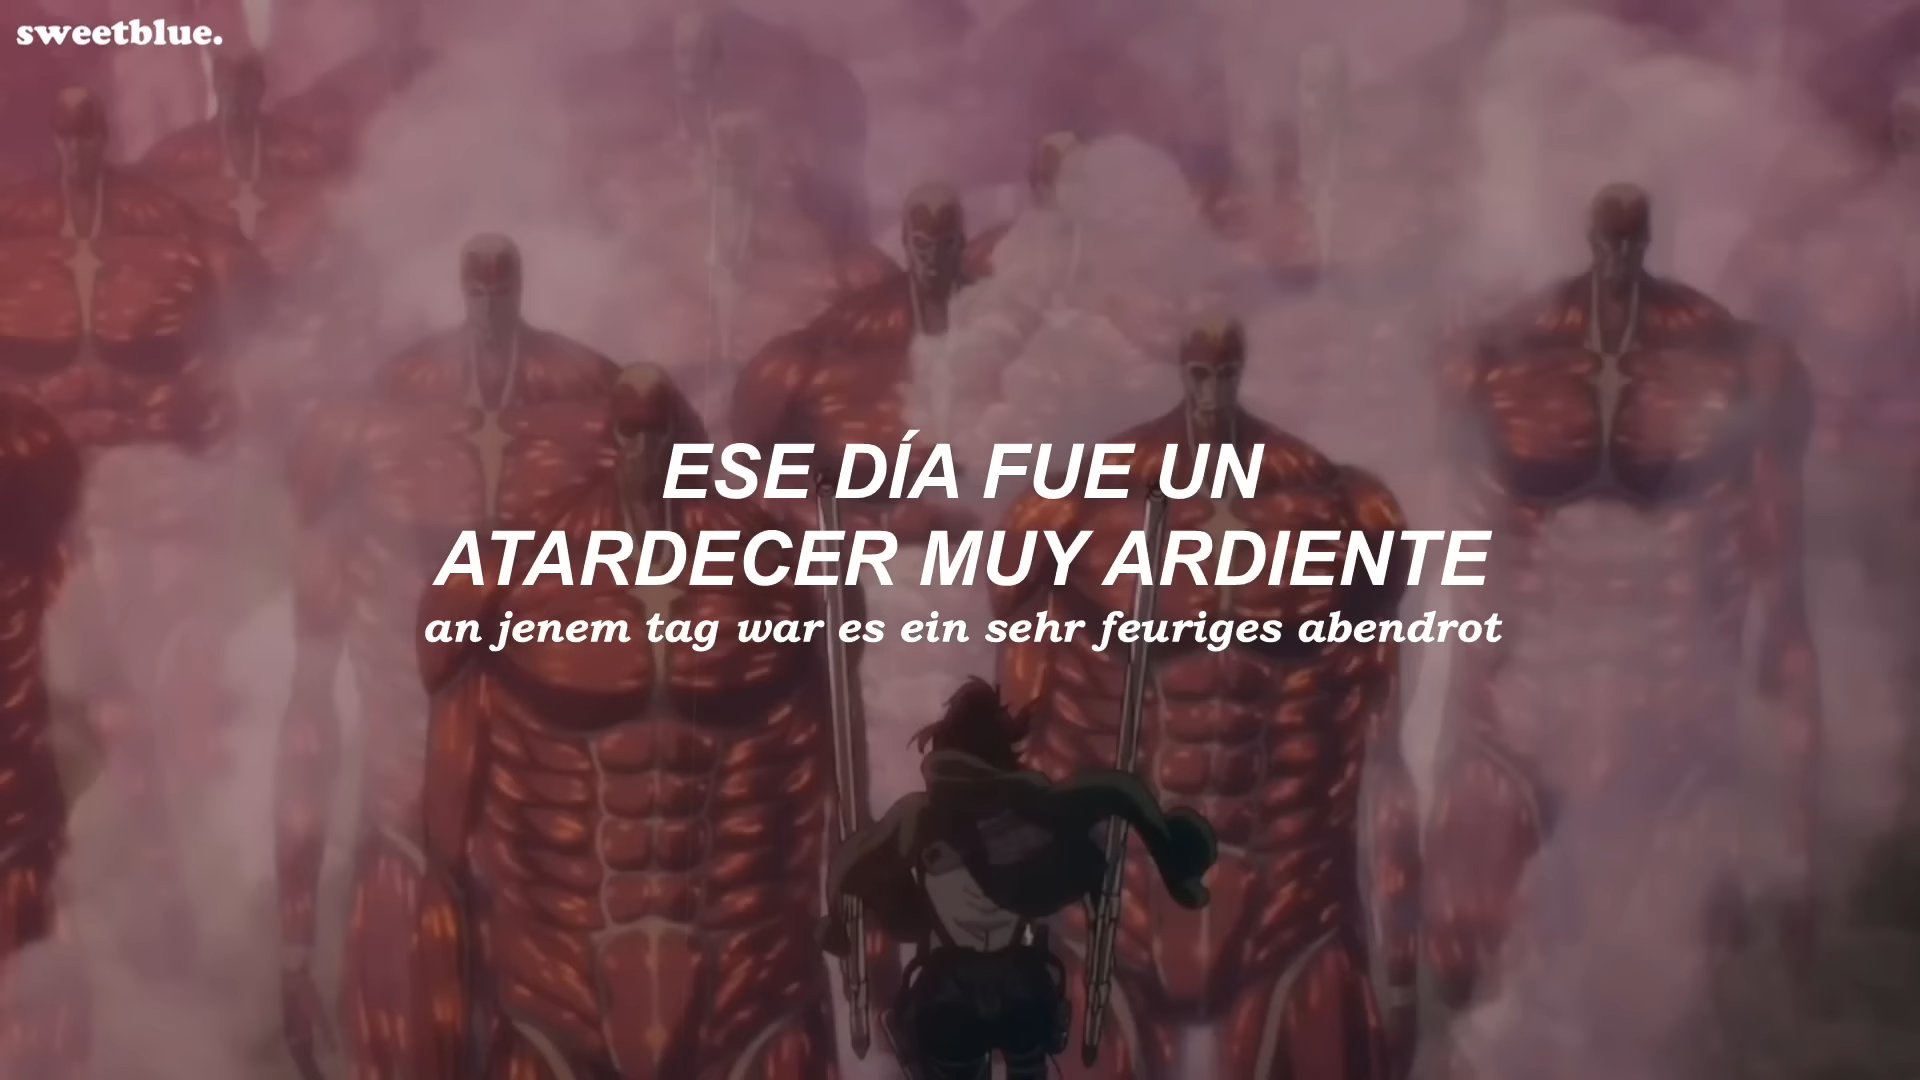 sweetblue.
ESE DÍA FUE UN
ATARDECER MUY ARDIENTE
an jenem tag war es ein sehr feuriges abendrot